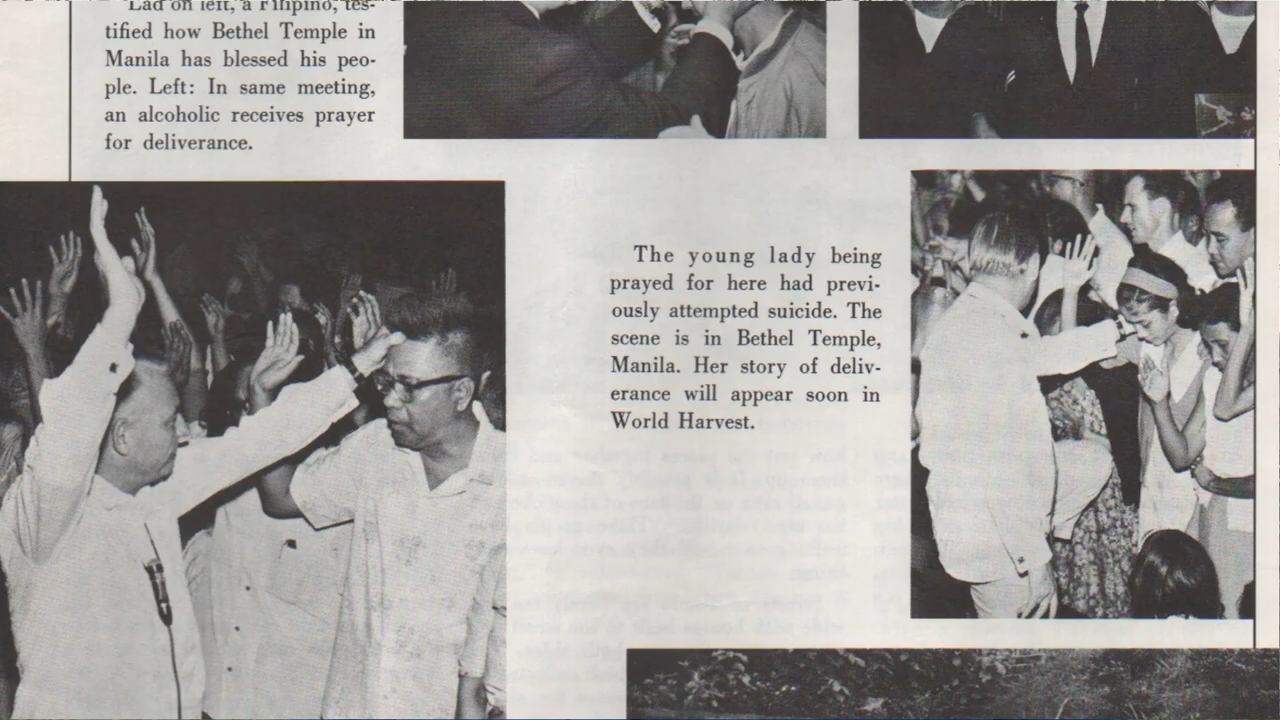 Lad on left, a Filipino, tes-
tified how Bethel Temple in
Manila has blessed his peo-
ple. Left: In same meeting,
an alcoholic receives prayer
for deliverance.
The young lady being
prayed for here had previ-
ously attempted suicide. The
scene is in Bethel Temple,
Manila. Her story of deliv-
erance will appear soon in
World Harvest.